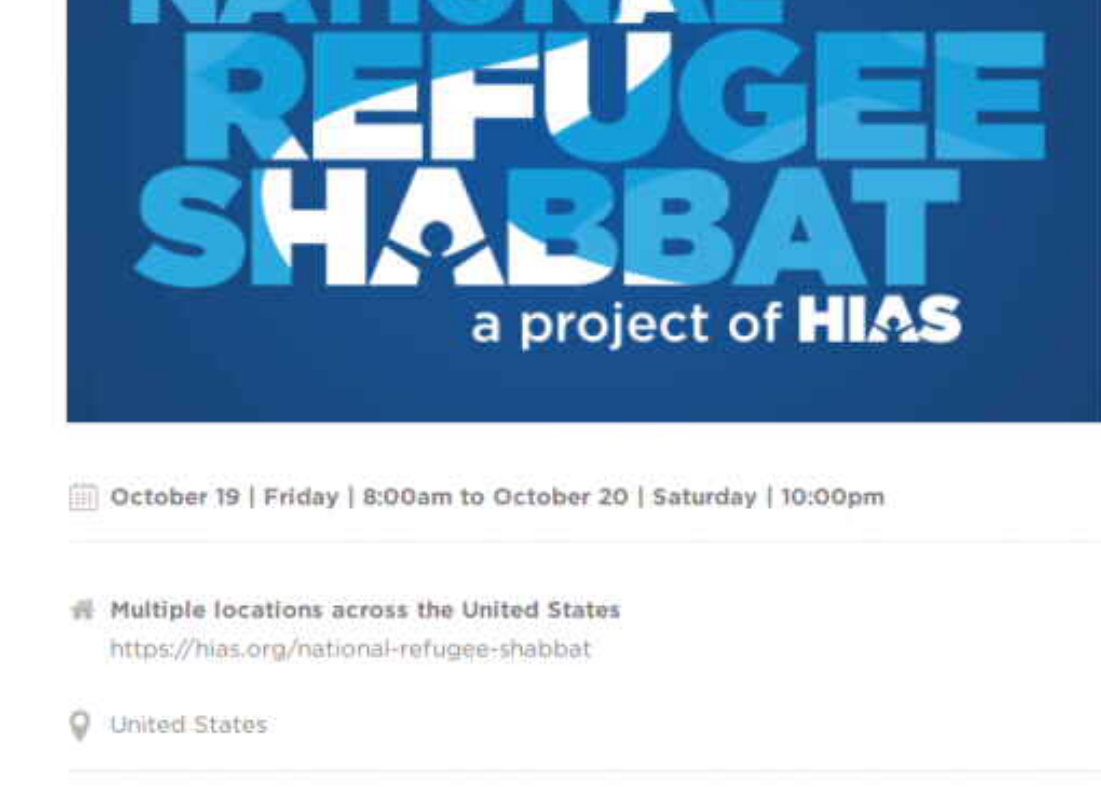 NATIONAL
REFUGEE
SHABBAT
a project of HIAS
October 19 | Friday | 8:00am to October 20 | Saturday | 10:00pm
Multiple locations across the United States
https://hias.org/national-refugee-shabbat
United States